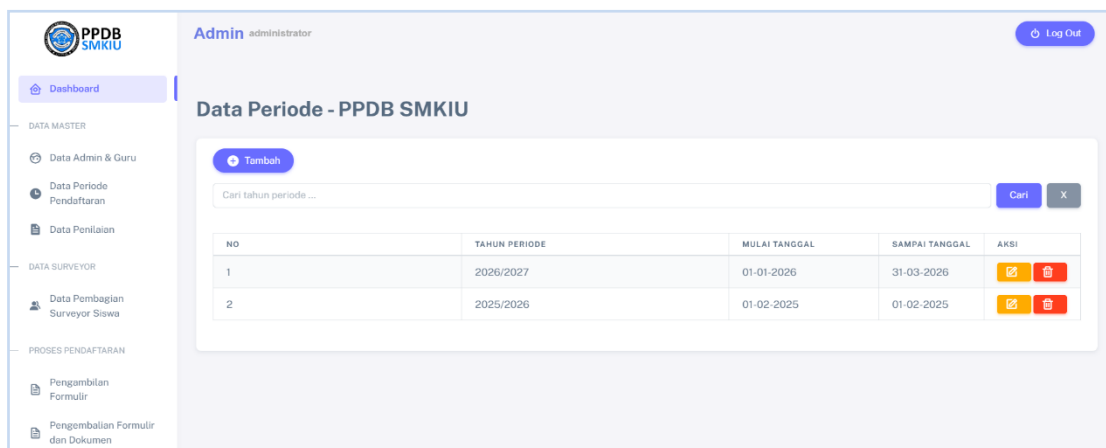 PPDB
SMKIU
Admin administrator
Log Out
Dashboard
DATA MASTER
Data Admin & Guru
Data Periode
Pendaftaran
Data Penilaian
DATA SURVEYOR
Data Pembagian
Surveyor Siswa
PROSES PENDAFTARAN
Pengambilan
Formulir
Pengembalian Formulir
dan Dokumen
Data Periode - PPDB SMKIU
Tambah
Cari tahun periode ...
Cari X
NO TAHUN PERIODE MULAI TANGGAL SAMPAI TANGGAL AKSI
1 2026/2027 01-01-2026 31-03-2026
2 2025/2026 01-02-2025 01-02-2025